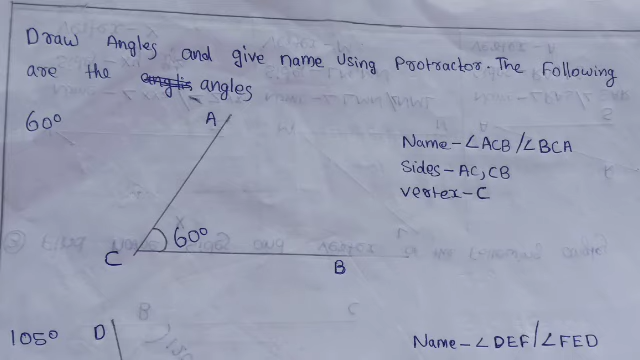 Draw Angles and give name using Protractor. The Following
are the angles
60°
A
Name - ∠ACB / ∠BCA
Sides - AC, CB
Vertex - C
60°
C
B
105°
D
Name - ∠DEF / ∠FED